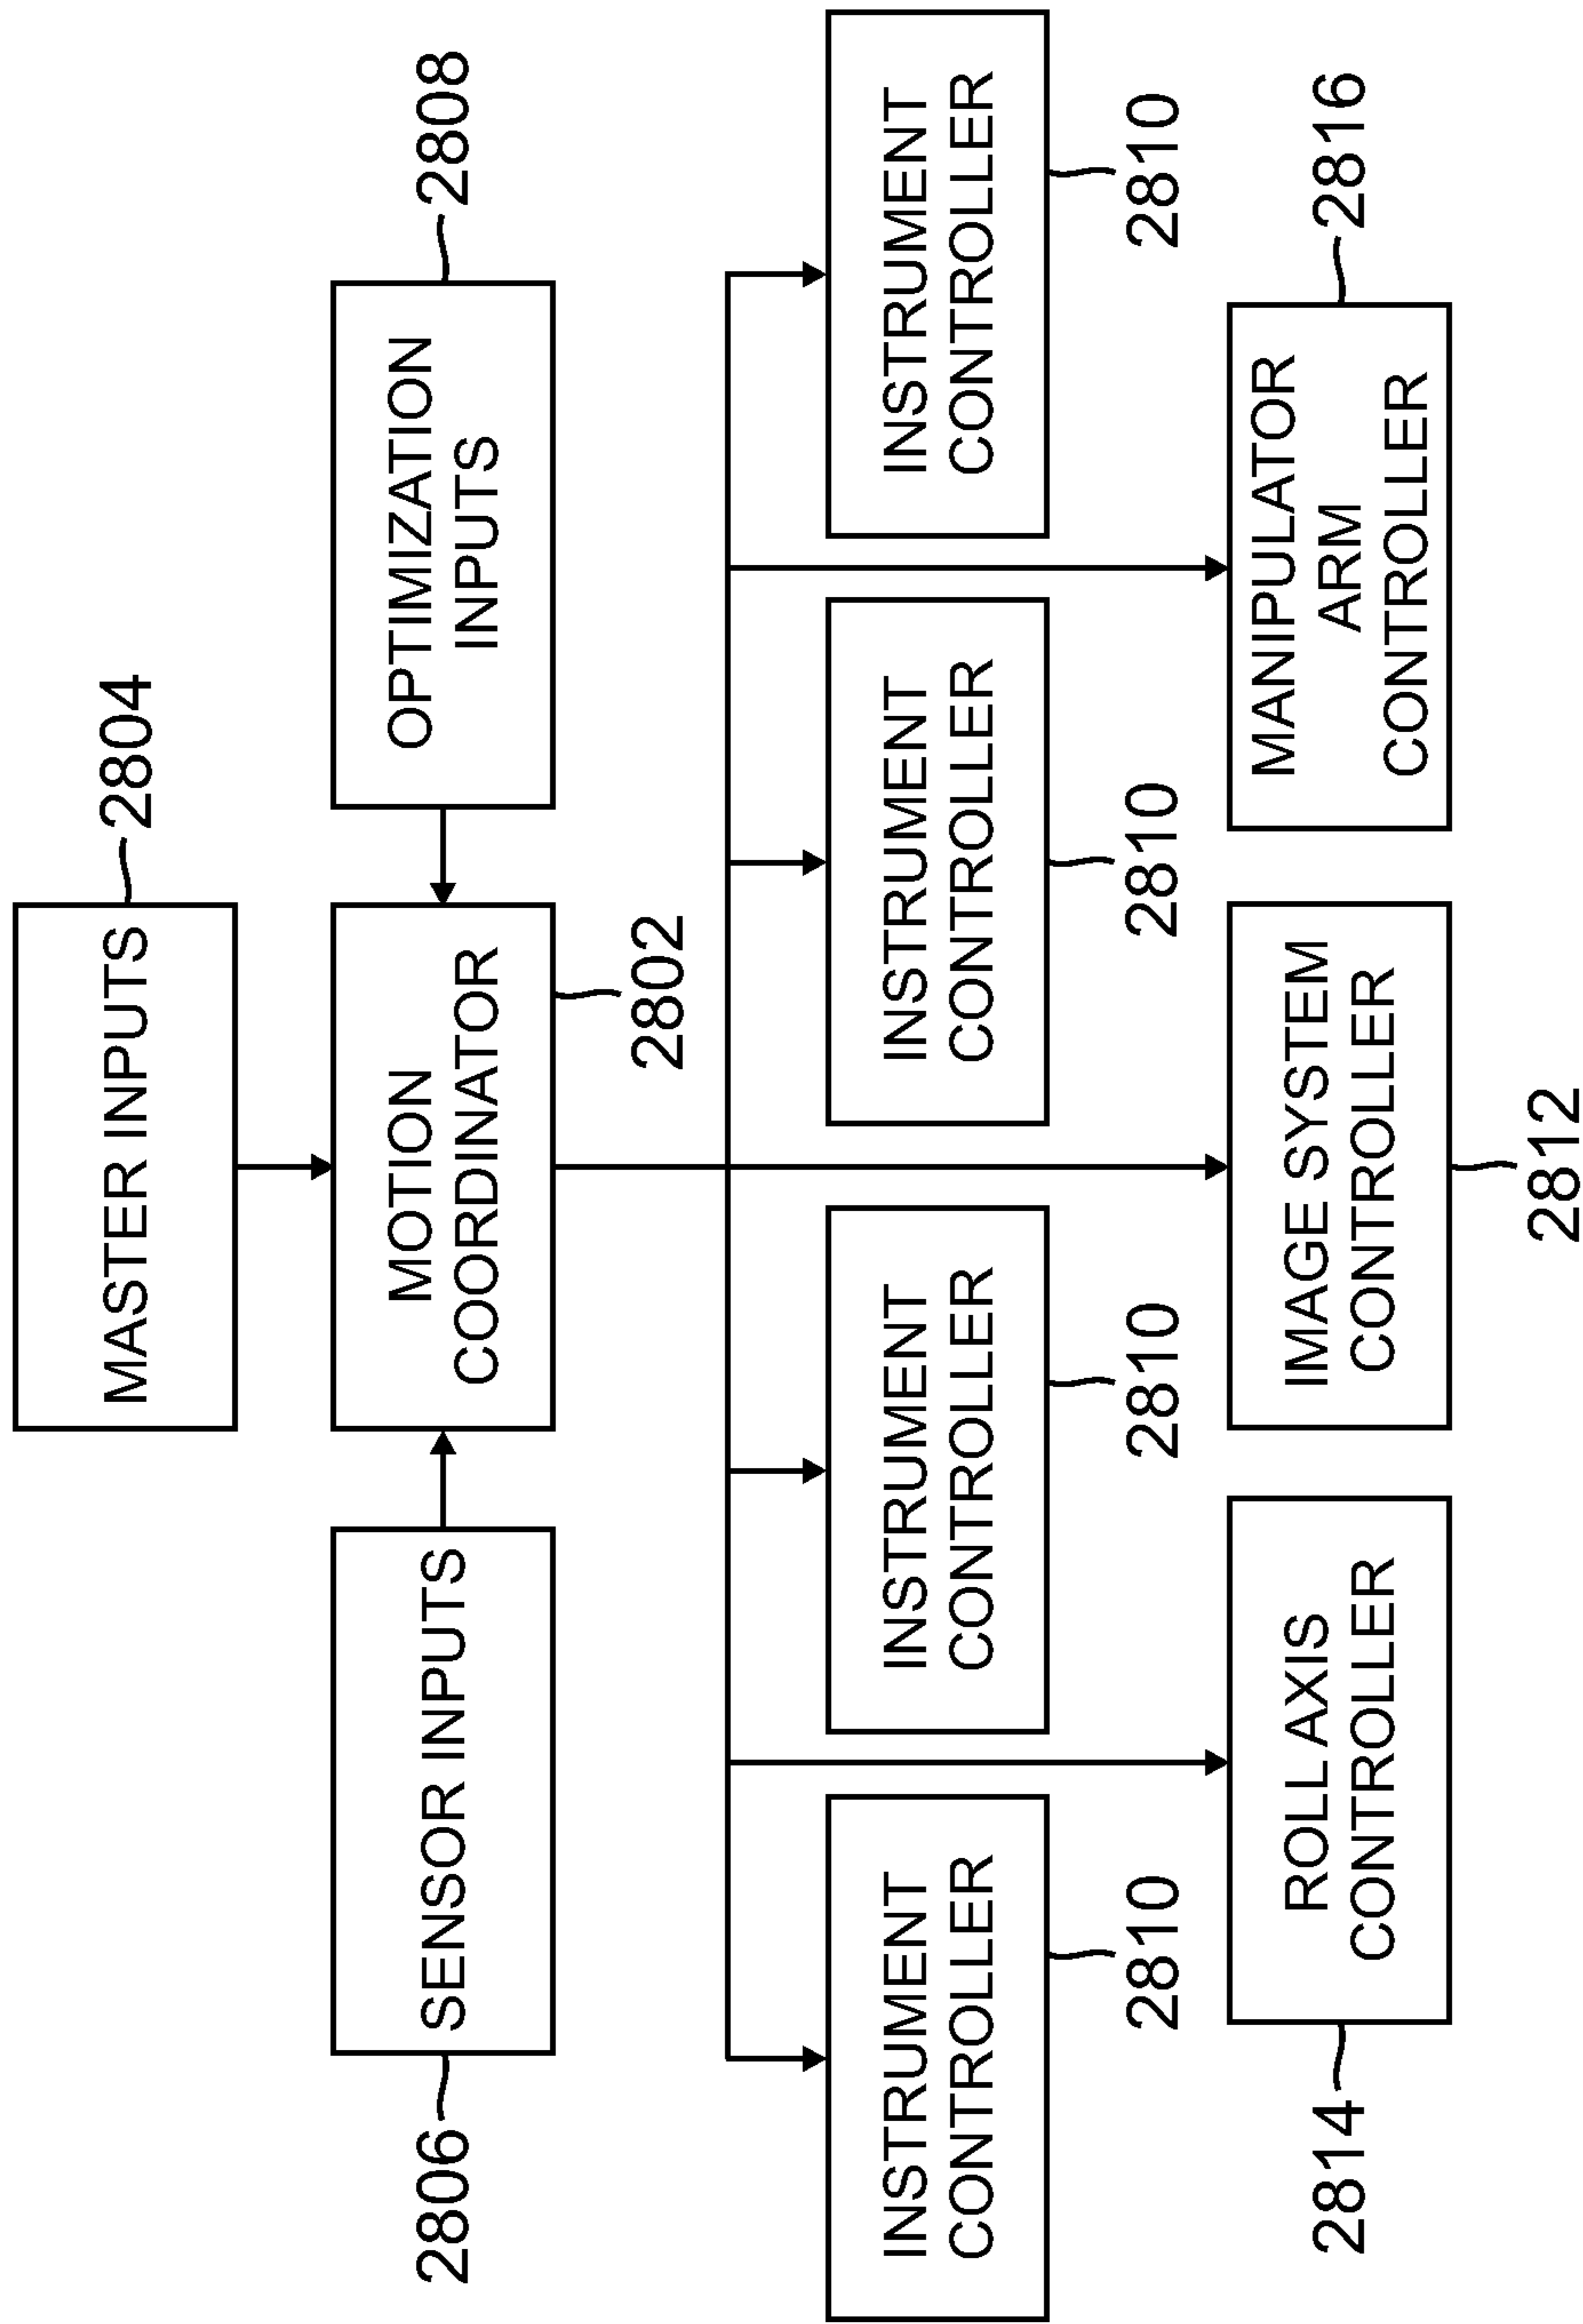 MASTER INPUTS
2804
SENSOR INPUTS
2806
MOTION
COORDINATOR
2802
OPTIMIZATION
INPUTS
2808
INSTRUMENT
CONTROLLER
2810
INSTRUMENT
CONTROLLER
2810
INSTRUMENT
CONTROLLER
2810
INSTRUMENT
CONTROLLER
2810
ROLL AXIS
CONTROLLER
2814
IMAGE SYSTEM
CONTROLLER
2812
MANIPULATOR
ARM
CONTROLLER
2816